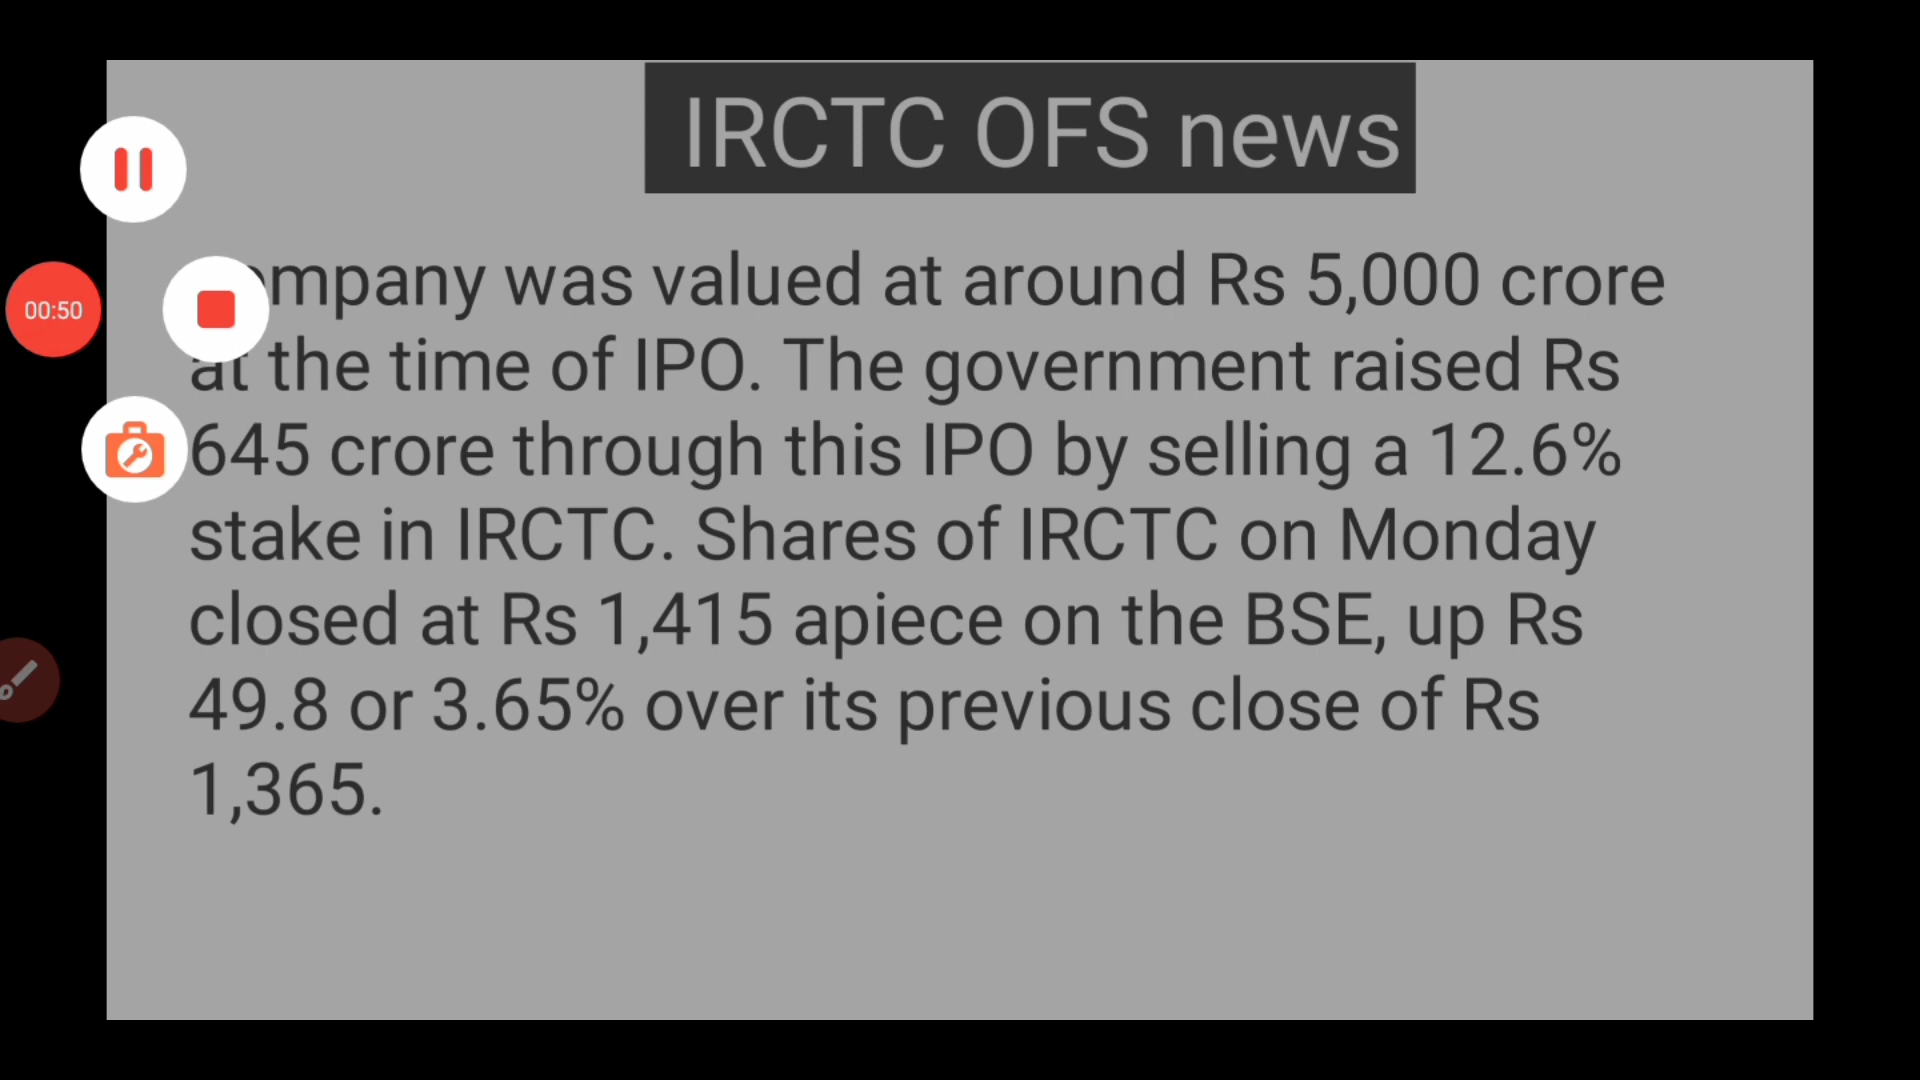 IRCTC OFS news
was valued at around Rs 5,000 crore
00:50
at the time of IPO. The government raised Rs
645 crore through this IPO by selling a 12.6%
stake in IRCTC. Shares of IRCTC on Monday
closed at Rs 1,415 apiece on the BSE, up Rs
49.8 or 3.65% over its previous close of Rs
1,365.